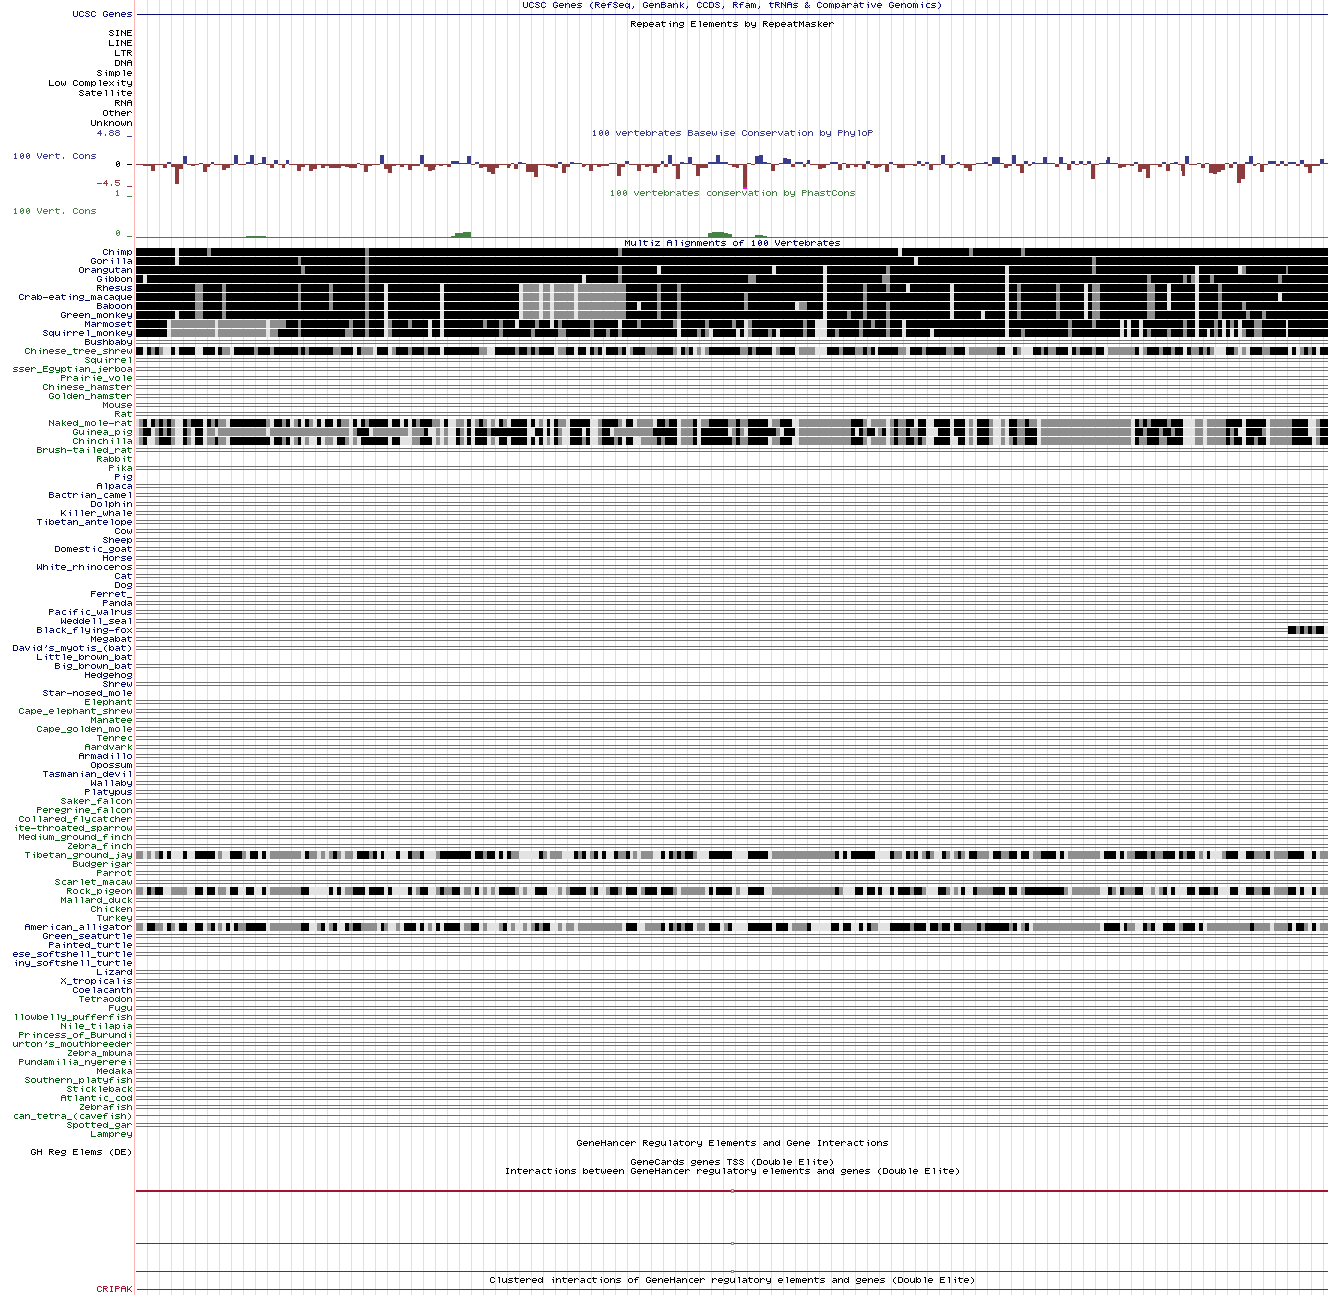 UCSC Genes (RefSeq, GenBank, CCDS, Rfam, tRNAs & Comparative Genomics)
UCSC Genes
Repeating Elements by RepeatMasker
SINE
LINE
LTR
DNA
Simple
Low Complexity
Satellite
RNA
Other
Unknown
4.88 _
100 vertebrates Basewise Conservation by PhyloP
100 Vert. Cons
0 _
-4.5 _
100 vertebrates conservation by PhastCons
1 _
100 Vert. Cons
0 _
Multiz Alignments of 100 Vertebrates
Chimp
Gorilla
Orangutan
Gibbon
Rhesus
Crab-eating_macaque
Baboon
Green_monkey
Marmoset
Squirrel_monkey
Bushbaby
Chinese_tree_shrew
Squirrel
sser_Egyptian_jerboa
Prairie_vole
Chinese_hamster
Golden_hamster
Mouse
Rat
Naked_mole-rat
Guinea_pig
Chinchilla
Brush-tailed_rat
Rabbit
Pika
Pig
Alpaca
Bactrian_camel
Dolphin
Killer_whale
Tibetan_antelope
Cow
Sheep
Domestic_goat
Horse
White_rhinoceros
Cat
Dog
Ferret_
Panda
Pacific_walrus
Weddell_seal
Black_flying-fox
Megabat
David's_myotis_(bat)
Little_brown_bat
Big_brown_bat
Hedgehog
Shrew
Star-nosed_mole
Elephant
Cape_elephant_shrew
Manatee
Cape_golden_mole
Tenrec
Aardvark
Armadillo
Opossum
Tasmanian_devil
Wallaby
Platypus
Saker_falcon
Peregrine_falcon
Collared_flycatcher
ite-throated_sparrow
Medium_ground_finch
Zebra_finch
Tibetan_ground_jay
Budgerigar
Parrot
Scarlet_macaw
Rock_pigeon
Mallard_duck
Chicken
Turkey
American_alligator
Green_seaturtle
Painted_turtle
ese_softshell_turtle
iny_softshell_turtle
Lizard
X_tropicalis
Coelacanth
Tetraodon
Fugu
llowbelly_pufferfish
Nile_tilapia
Princess_of_Burundi
urton's_mouthbreeder
Zebra_mbuna
Pundamilia_nyererei
Medaka
Southern_platyfish
Stickleback
Atlantic_cod
Zebrafish
can_tetra_(cavefish)
Spotted_gar
Lamprey
GeneHancer Regulatory Elements and Gene Interactions
GH Reg Elems (DE)
GeneCards genes TSS (Double Elite)
Interactions between GeneHancer regulatory elements and genes (Double Elite)
Clustered interactions of GeneHancer regulatory elements and genes (Double Elite)
CRIPAK